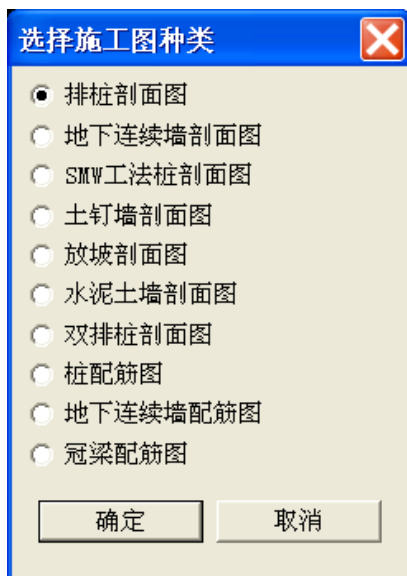 选择施工图种类
排桩剖面图
地下连续墙剖面图
SMW工法桩剖面图
土钉墙剖面图
放坡剖面图
水泥土墙剖面图
双排桩剖面图
桩配筋图
地下连续墙配筋图
冠梁配筋图
确定 取消